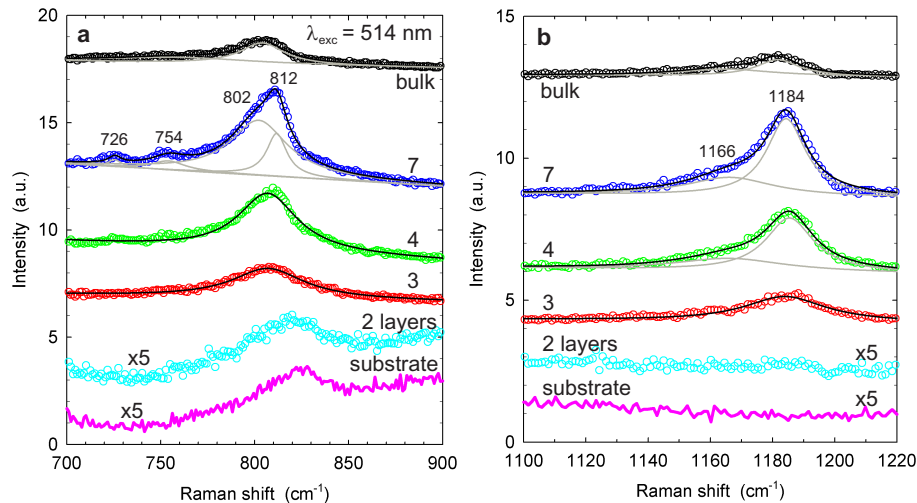 a
λexc = 514 nm
bulk
812
802
726
754
7
4
3
2 layers
x5
substrate
x5
20
15
10
5
0
Intensity (a.u.)
700
750
800
850
900
Raman shift (cm-1)
b
bulk
1184
1166
7
4
3
2 layers
x5
substrate
x5
15
10
5
0
Intensity (a.u.)
1100
1120
1140
1160
1180
1200
1220
Raman shift (cm-1)